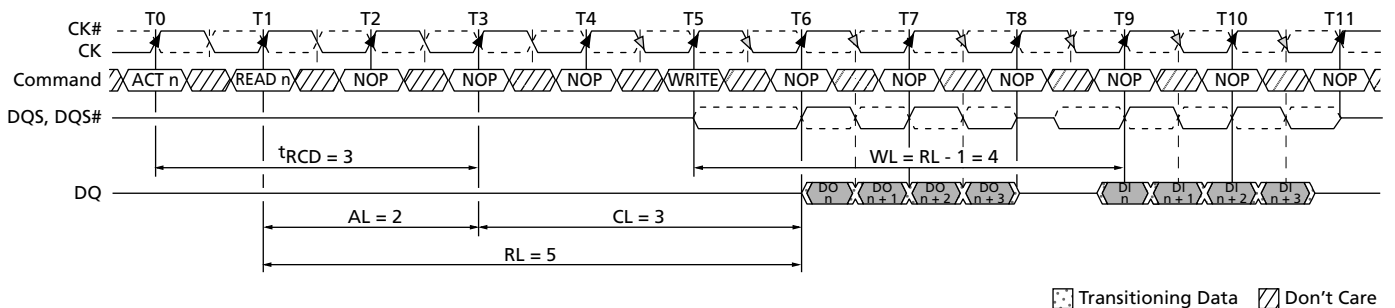 T0 T1 T2 T3 T4 T5 T6 T7 T8 T9 T10 T11
CK#
CK
Command ACT n READ n NOP NOP NOP WRITE NOP NOP NOP NOP NOP NOP
DQS, DQS#
tRCD = 3 WL = RL - 1 = 4
DQ DO n DO n + 1 DO n + 2 DO n + 3 DI n DI n + 1 DI n + 2 DI n + 3
AL = 2 CL = 3
RL = 5
Transitioning Data Don't Care